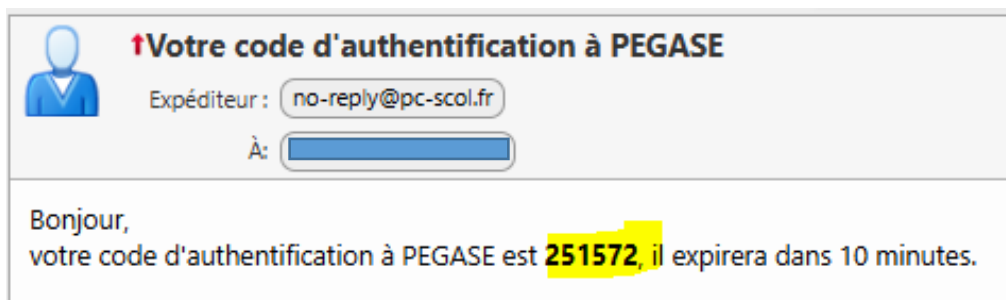 ↑Votre code d'authentification à PEGASE
Expéditeur : no-reply@pc-scol.fr
À:
Bonjour,
votre code d'authentification à PEGASE est 251572, il expirera dans 10 minutes.